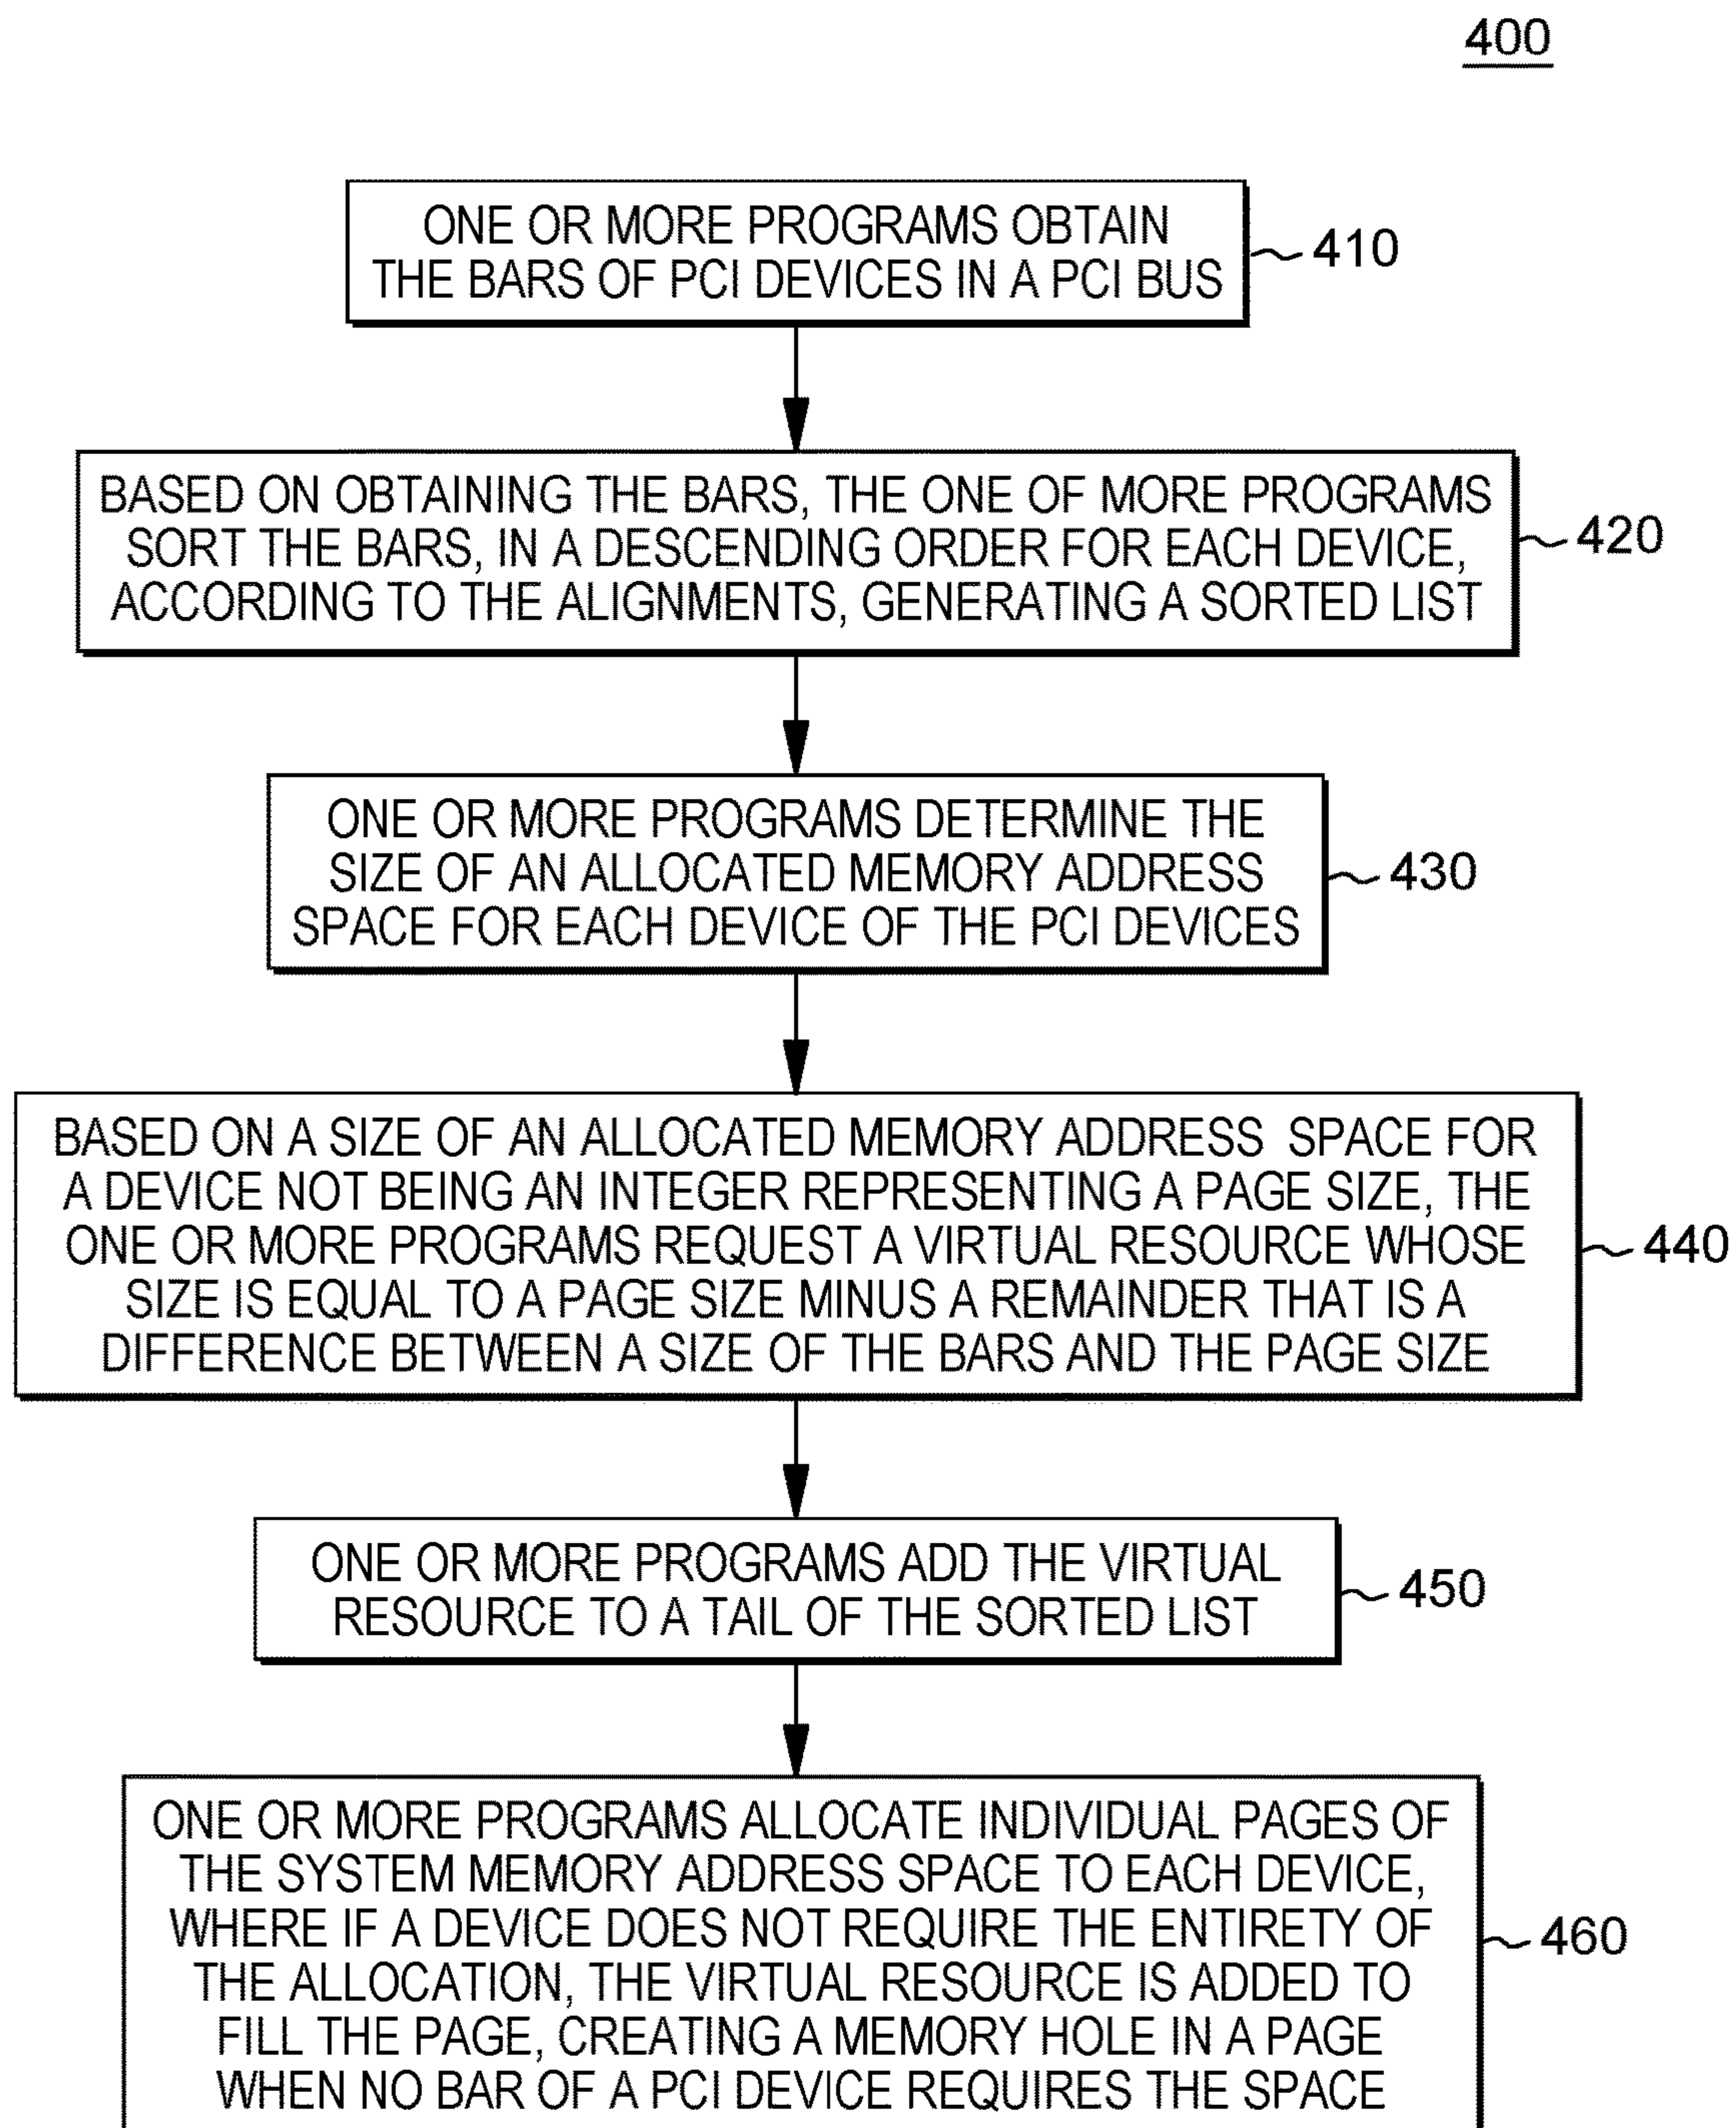 400
ONE OR MORE PROGRAMS OBTAIN
THE BARS OF PCI DEVICES IN A PCI BUS
410
BASED ON OBTAINING THE BARS, THE ONE OF MORE PROGRAMS
SORT THE BARS, IN A DESCENDING ORDER FOR EACH DEVICE,
ACCORDING TO THE ALIGNMENTS, GENERATING A SORTED LIST
420
ONE OR MORE PROGRAMS DETERMINE THE
SIZE OF AN ALLOCATED MEMORY ADDRESS
SPACE FOR EACH DEVICE OF THE PCI DEVICES
430
BASED ON A SIZE OF AN ALLOCATED MEMORY ADDRESS SPACE FOR
A DEVICE NOT BEING AN INTEGER REPRESENTING A PAGE SIZE, THE
ONE OR MORE PROGRAMS REQUEST A VIRTUAL RESOURCE WHOSE
SIZE IS EQUAL TO A PAGE SIZE MINUS A REMAINDER THAT IS A
DIFFERENCE BETWEEN A SIZE OF THE BARS AND THE PAGE SIZE
440
ONE OR MORE PROGRAMS ADD THE VIRTUAL
RESOURCE TO A TAIL OF THE SORTED LIST
450
ONE OR MORE PROGRAMS ALLOCATE INDIVIDUAL PAGES OF
THE SYSTEM MEMORY ADDRESS SPACE TO EACH DEVICE,
WHERE IF A DEVICE DOES NOT REQUIRE THE ENTIRETY OF
THE ALLOCATION, THE VIRTUAL RESOURCE IS ADDED TO
FILL THE PAGE, CREATING A MEMORY HOLE IN A PAGE
WHEN NO BAR OF A PCI DEVICE REQUIRES THE SPACE
460